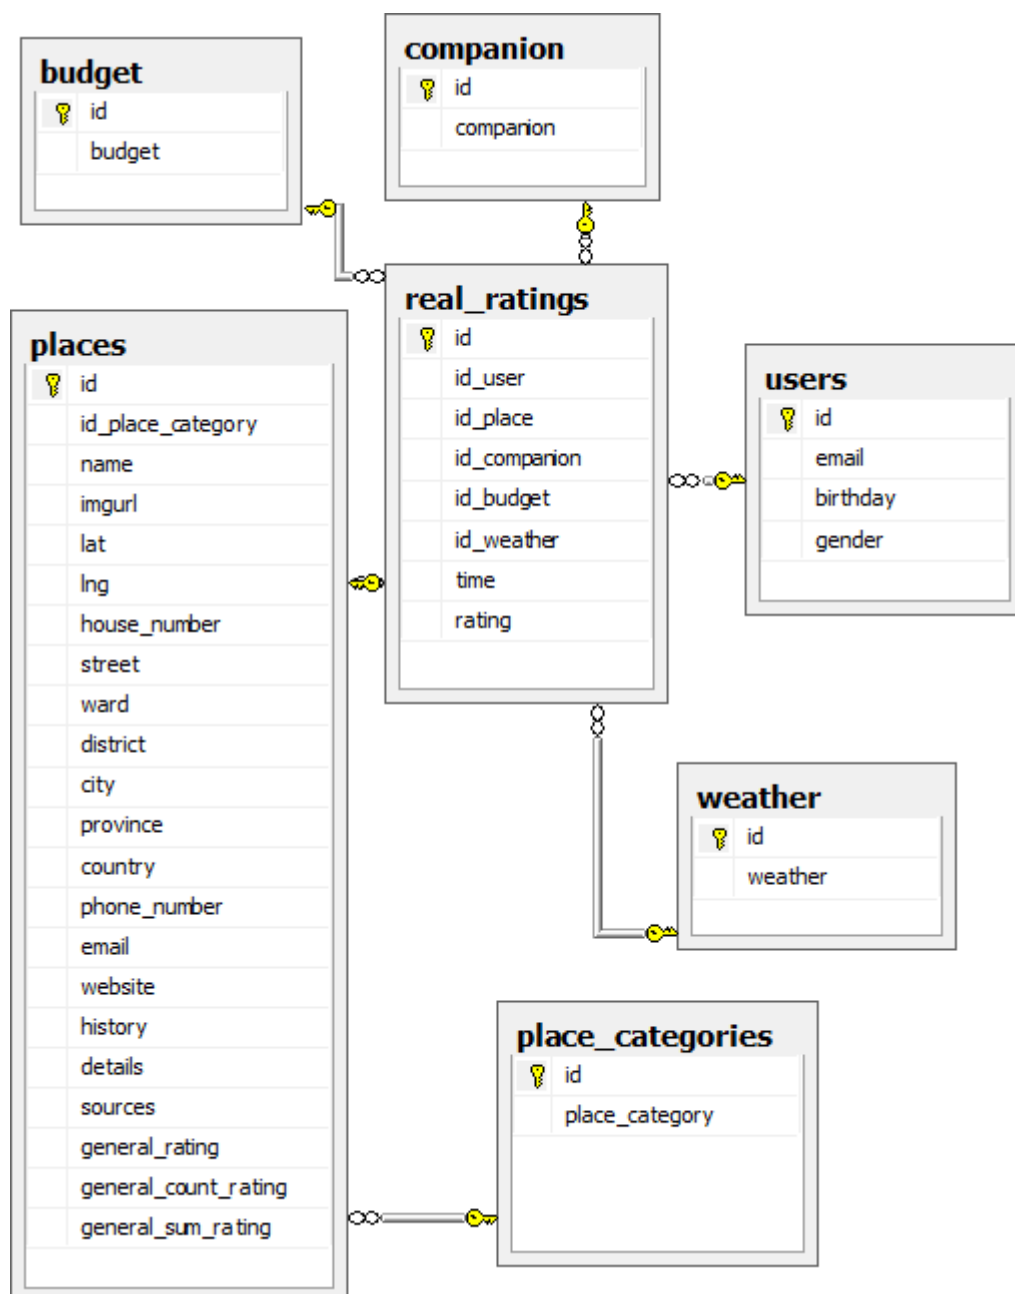 budget
id
budget
companion
id
companion
real_ratings
id
id_user
id_place
id_companion
id_budget
id_weather
time
rating
places
id
id_place_category
name
imgurl
lat
lng
house_number
street
ward
district
city
province
country
phone_number
email
website
history
details
sources
general_rating
general_count_rating
general_sum_rating
users
id
email
birthday
gender
weather
id
weather
place_categories
id
place_category